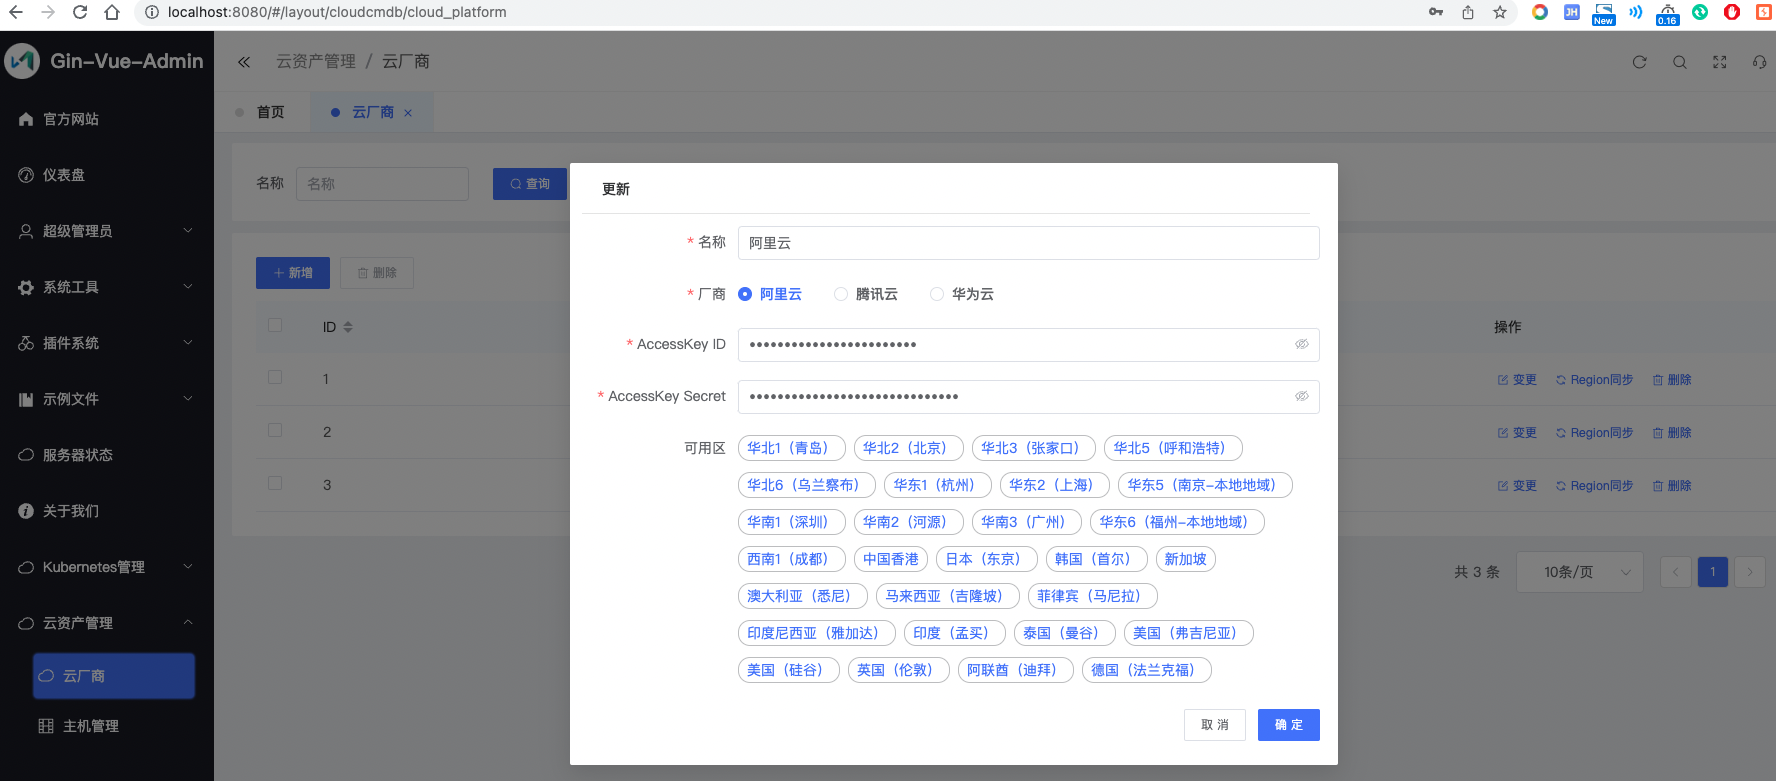 localhost:8080/#/layout/cloudcmdb/cloud_platform
JH
New
0.16
Gin-Vue-Admin
云资产管理 / 云厂商
官方网站
首页
云厂商
仪表盘
名称
名称
查询
更新
超级管理员
* 名称
阿里云
系统工具
新增
删除
* 厂商
阿里云
腾讯云
华为云
ID
操作
插件系统
* AccessKey ID
••••••••••••••••••••••••
1
变更
Region同步
删除
示例文件
* AccessKey Secret
••••••••••••••••••••••••••••••
2
变更
Region同步
删除
服务器状态
可用区
华北1（青岛）
华北2（北京）
华北3（张家口）
华北5（呼和浩特）
3
华北6（乌兰察布）
华东1（杭州）
华东2（上海）
华东5（南京-本地地域）
变更
Region同步
删除
关于我们
华南1（深圳）
华南2（河源）
华南3（广州）
华东6（福州-本地地域）
Kubernetes管理
西南1（成都）
中国香港
日本（东京）
韩国（首尔）
新加坡
共 3 条
10条/页
1
澳大利亚（悉尼）
马来西亚（吉隆坡）
菲律宾（马尼拉）
云资产管理
印度尼西亚（雅加达）
印度（孟买）
泰国（曼谷）
美国（弗吉尼亚）
云厂商
美国（硅谷）
英国（伦敦）
阿联酋（迪拜）
德国（法兰克福）
主机管理
取 消
确 定